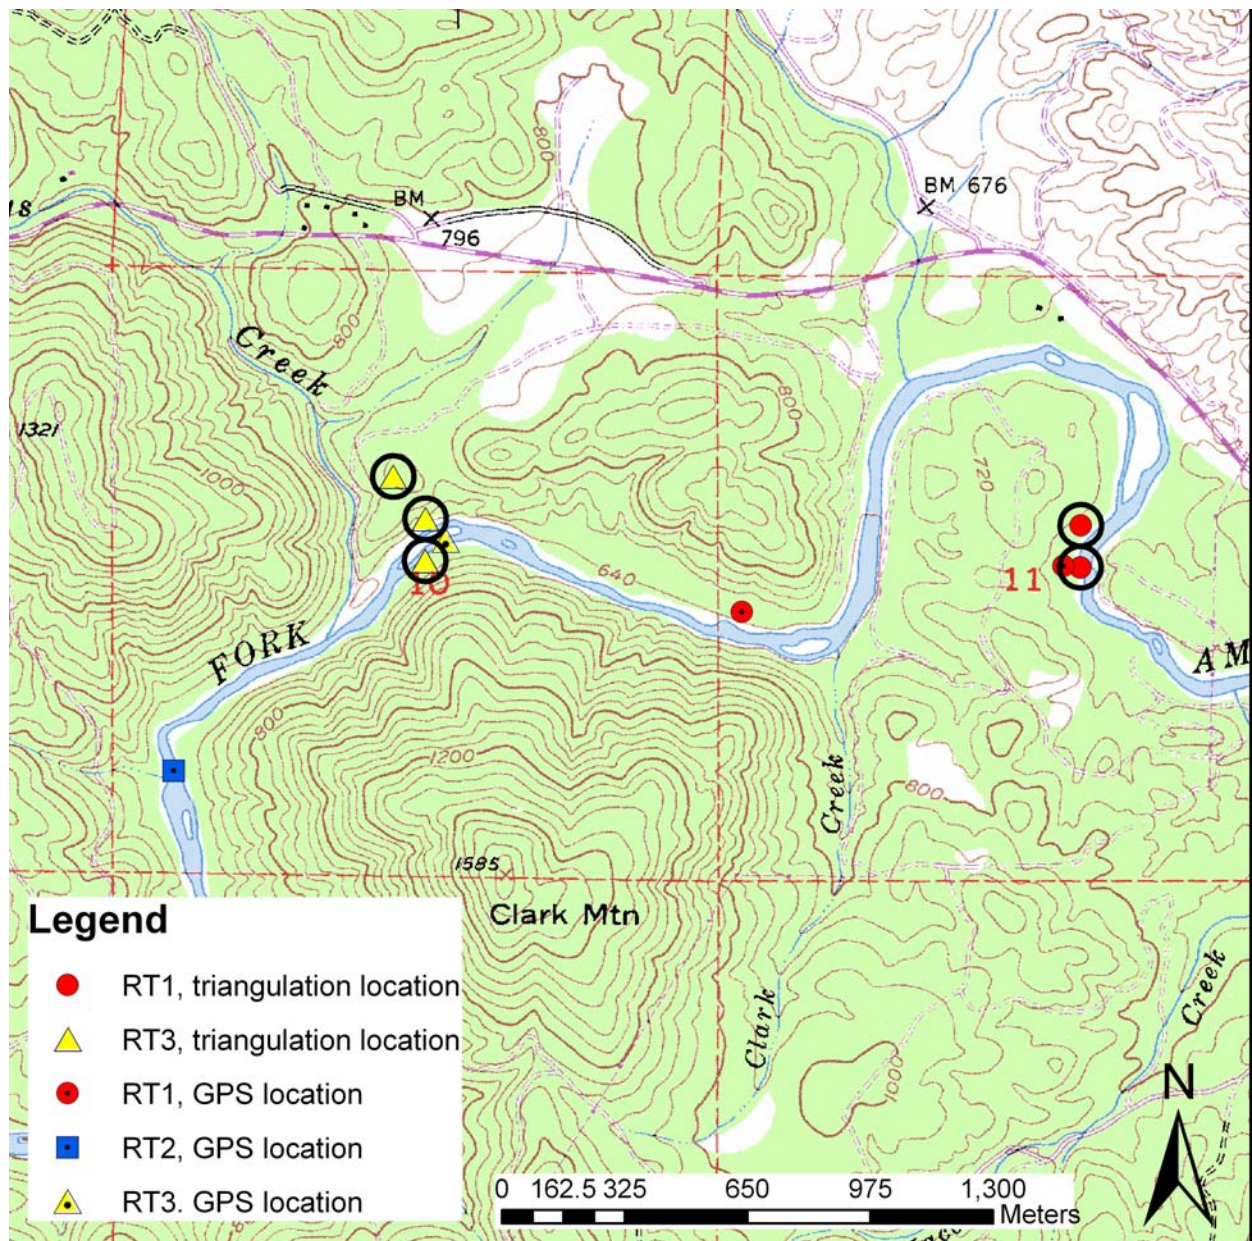 BM
796
BM 676
800
800
Creek
1321
1000
800
720
640
10
11
FORK
AM
800
1200
Creek
800
1585
Clark Mtn
Clark
Creek
1000
N
Legend
RT1, triangulation location
RT3, triangulation location
RT1, GPS location
RT2, GPS location
RT3. GPS location
0 162.5 325 650 975 1,300
Meters